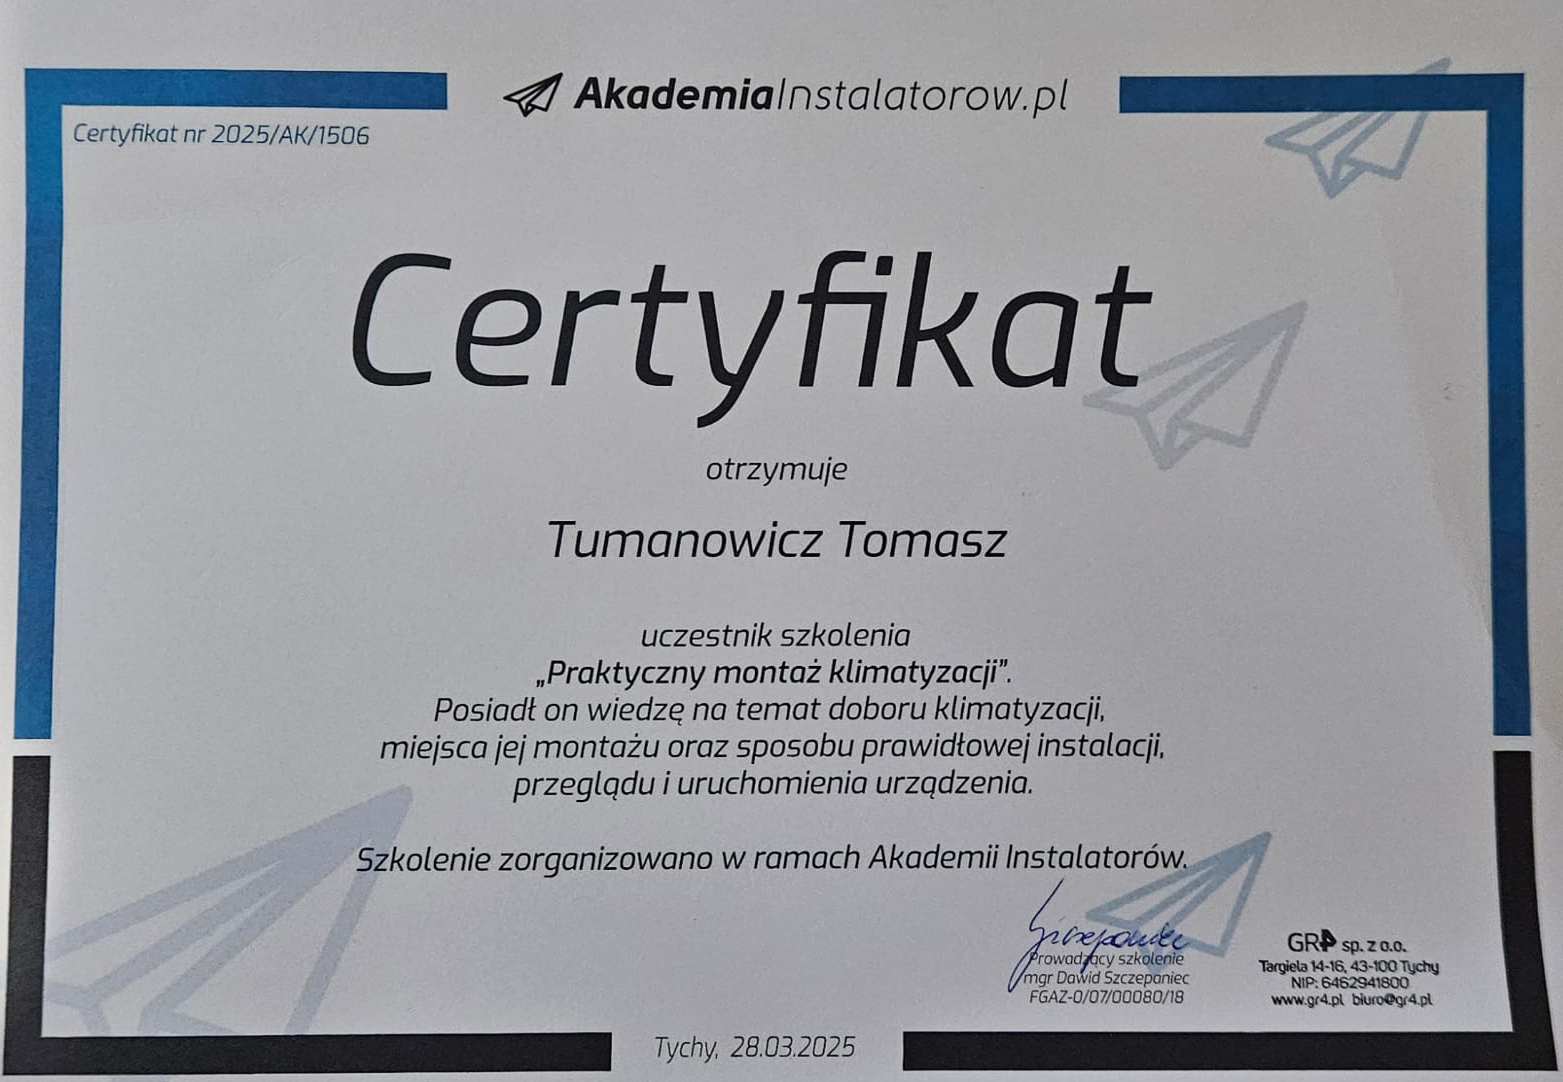 AkademiaInstalatorow.pl
Certyfikat nr 2025/AK/1506
Certyfikat
otrzymuje
Tumanowicz Tomasz
uczestnik szkolenia
„Praktyczny montaż klimatyzacji”.
Posiadł on wiedzę na temat doboru klimatyzacji,
miejsca jej montażu oraz sposobu prawidłowej instalacji,
przeglądu i uruchomienia urządzenia.
Szkolenie zorganizowano w ramach Akademii Instalatorów.
Szczepaniec
Prowadzący szkolenie
mgr Dawid Szczepaniec
FGAZ-O/07/00080/18
GR4 sp. z o.o.
Targiela 14-16, 43-100 Tychy
NIP: 6462941800
www.gr4.pl biuro@gr4.pl
Tychy, 28.03.2025